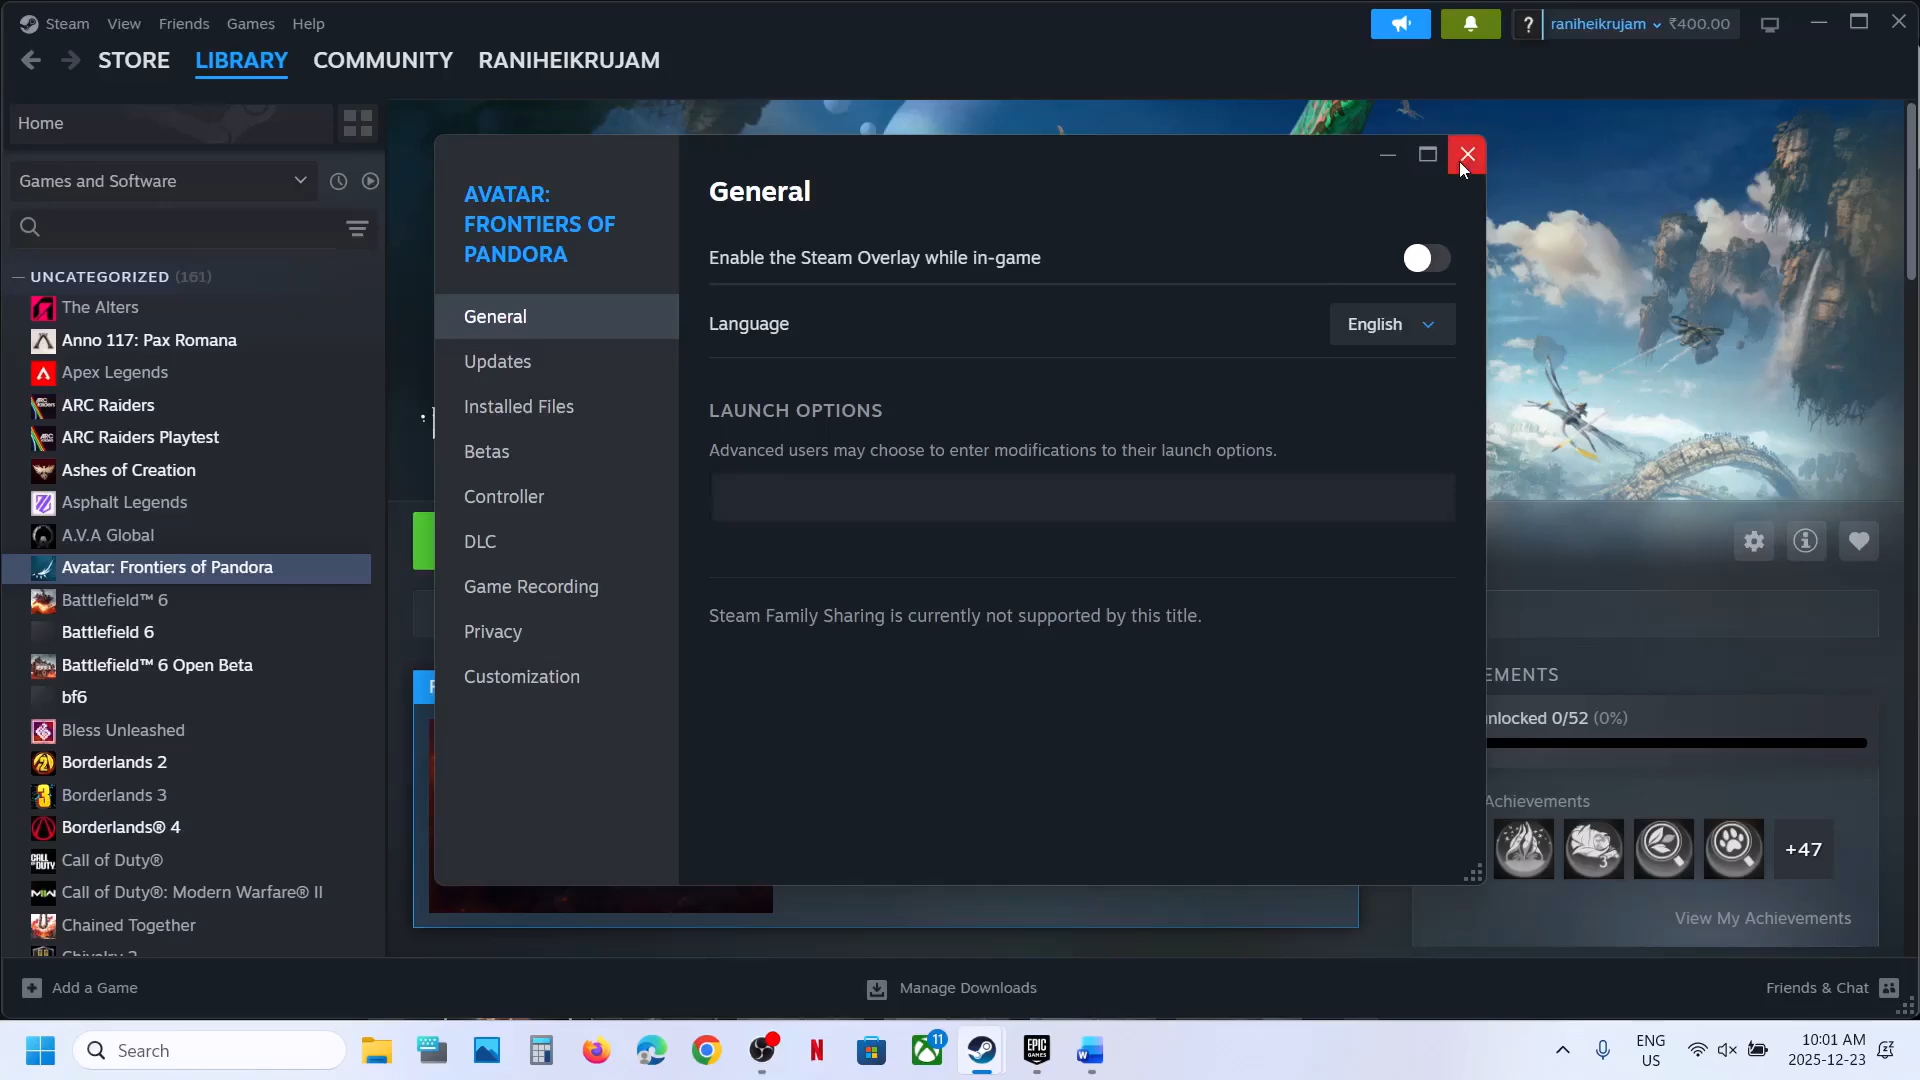 Steam View Friends Games Help
? raniheikrujam ₹400.00
STORE LIBRARY COMMUNITY RANIHEIKRUJAM
Home
Games and Software
UNCATEGORIZED (161)
The Alters
Anno 117: Pax Romana
Apex Legends
ARC Raiders
ARC Raiders Playtest
Ashes of Creation
Asphalt Legends
A.V.A Global
Avatar: Frontiers of Pandora
Battlefield™ 6
Battlefield 6
Battlefield™ 6 Open Beta
bf6
Bless Unleashed
Borderlands 2
Borderlands 3
Borderlands® 4
Call of Duty®
Call of Duty®: Modern Warfare® II
Chained Together
AVATAR:
FRONTIERS OF
PANDORA
General
Updates
Installed Files
Betas
Controller
DLC
Game Recording
Privacy
Customization
General
Enable the Steam Overlay while in-game
Language English
LAUNCH OPTIONS
Advanced users may choose to enter modifications to their launch options.
Steam Family Sharing is currently not supported by this title.
EMENTS
nlocked 0/52 (0%)
Achievements
+47
View My Achievements
Add a Game
Manage Downloads
Friends & Chat
Search
11
ENG
US
10:01 AM
2025-12-23